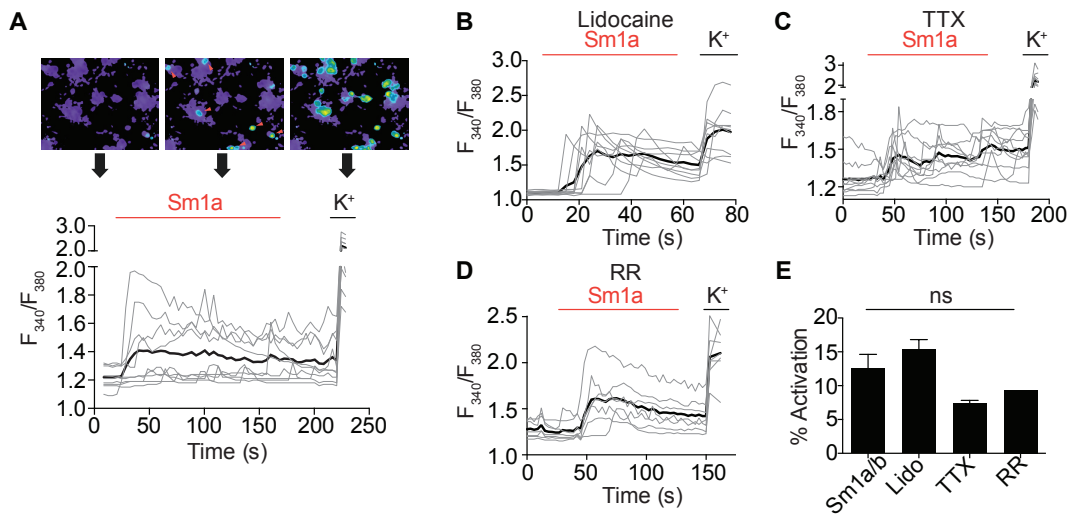 A
Sm1a
K⁺
3.0
2.0
2.0
1.8
1.6
1.4
1.2
1.0
F₃₄₀/F₃₈₀
0
50
100
150
200
250
Time (s)
B
Lidocaine
Sm1a
K⁺
2.5
2.0
1.5
1.0
F₃₄₀/F₃₈₀
0
20
40
60
80
Time (s)
C
TTX
Sm1a
K⁺
3
2
1.8
1.5
1.2
F₃₄₀/F₃₈₀
0
50
100
150
200
Time (s)
D
RR
Sm1a
K⁺
2.5
2.0
1.5
1.0
F₃₄₀/F₃₈₀
0
50
100
150
Time (s)
E
ns
20
15
10
5
0
% Activation
Sm1a/b
Lido
TTX
RR